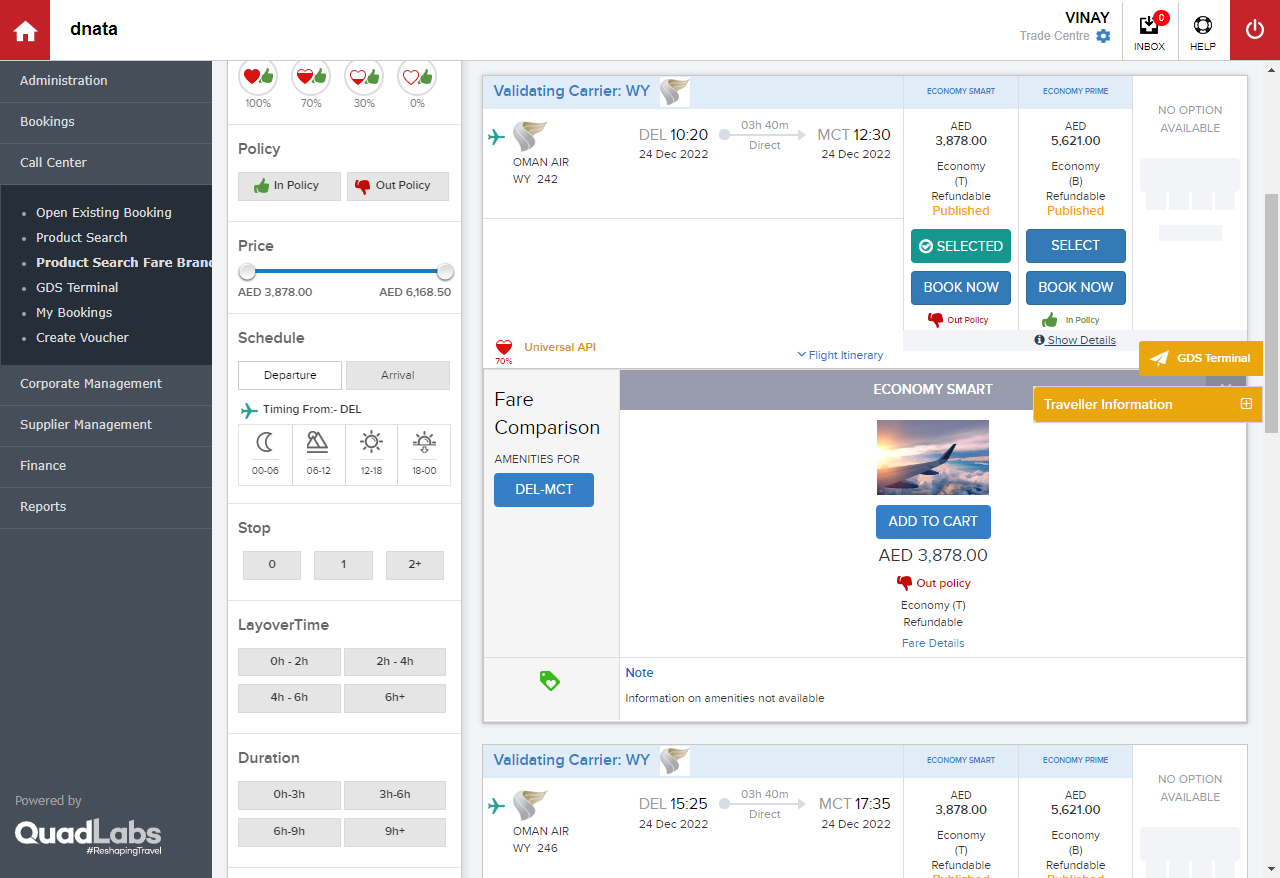 dnata
VINAY
Trade Centre
0
INBOX
HELP
Administration
Bookings
Call Center
Open Existing Booking
Product Search
Product Search Fare Bran
GDS Terminal
My Bookings
Create Voucher
Corporate Management
Supplier Management
Finance
Reports
Powered by
QuadLabs
#ReshapingTravel
100%
70%
30%
0%
Policy
In Policy
Out Policy
Price
AED 3,878.00
AED 6,168.50
Schedule
Departure
Arrival
Timing From:- DEL
00-06
06-12
12-18
18-00
Stop
0
1
2+
LayoverTime
0h - 2h
2h - 4h
4h - 6h
6h+
Duration
0h-3h
3h-6h
6h-9h
9h+
Validating Carrier: WY
OMAN AIR
WY 242
DEL 10:20
24 Dec 2022
03h 40m
Direct
MCT 12:30
24 Dec 2022
ECONOMY SMART
AED
3,878.00
Economy
(T)
Refundable
Published
SELECTED
BOOK NOW
Out Policy
ECONOMY PRIME
AED
5,621.00
Economy
(B)
Refundable
Published
SELECT
BOOK NOW
In Policy
NO OPTION
AVAILABLE
70%
Universal API
Flight Itinerary
Show Details
GDS Terminal
Traveller Information
Fare
Comparison
AMENITIES FOR
DEL-MCT
ECONOMY SMART
ADD TO CART
AED 3,878.00
Out policy
Economy (T)
Refundable
Fare Details
Note
Information on amenities not available
Validating Carrier: WY
OMAN AIR
WY 246
DEL 15:25
24 Dec 2022
03h 40m
Direct
MCT 17:35
24 Dec 2022
ECONOMY SMART
AED
3,878.00
Economy
(T)
Refundable
Published
ECONOMY PRIME
AED
5,621.00
Economy
(B)
Refundable
Published
NO OPTION
AVAILABLE